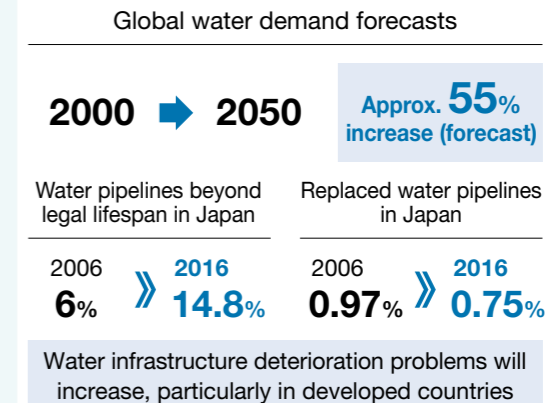 Global water demand forecasts
2000 2050
Approx. 55%
increase (forecast)
Water pipelines beyond
legal lifespan in Japan
2006 2016
6% 14.8%
Replaced water pipelines
in Japan
2006 2016
0.97% 0.75%
Water infrastructure deterioration problems will
increase, particularly in developed countries